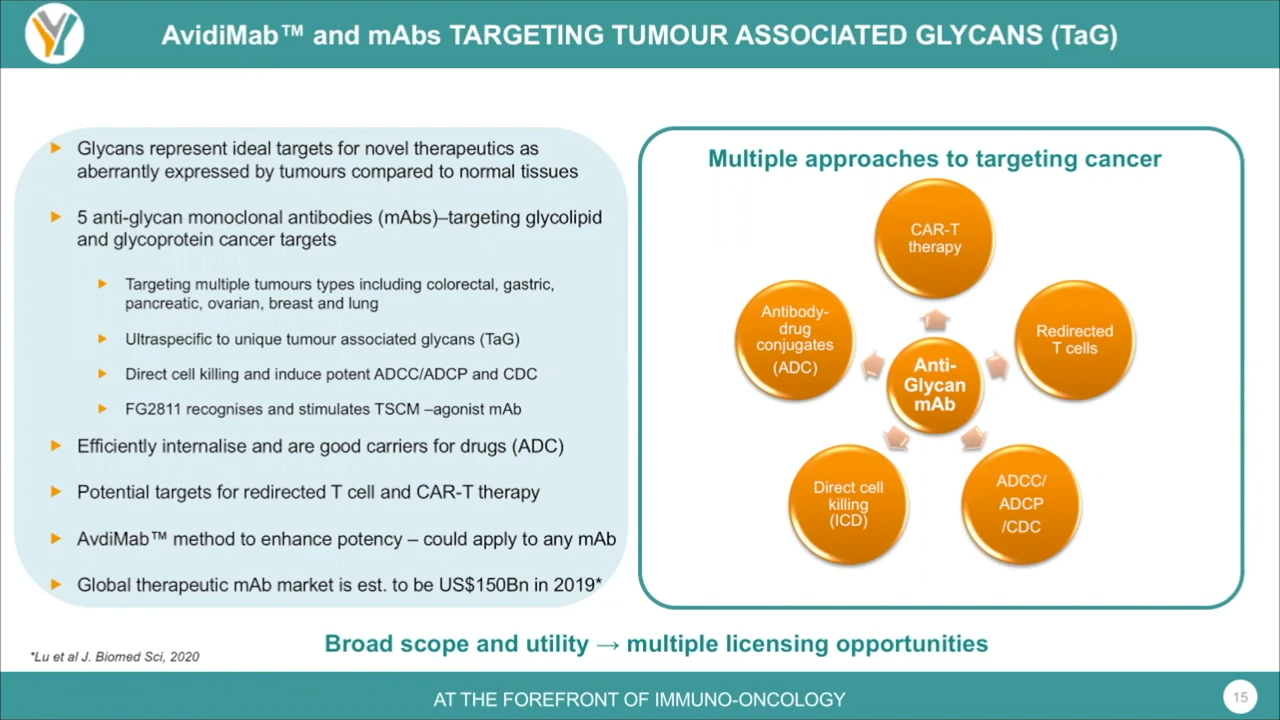 AvidiMab™ and mAbs TARGETING TUMOUR ASSOCIATED GLYCANS (TaG)
Glycans represent ideal targets for novel therapeutics as
aberrantly expressed by tumours compared to normal tissues
5 anti-glycan monoclonal antibodies (mAbs)–targeting glycolipid
and glycoprotein cancer targets
Targeting multiple tumours types including colorectal, gastric,
pancreatic, ovarian, breast and lung
Ultraspecific to unique tumour associated glycans (TaG)
Direct cell killing and induce potent ADCC/ADCP and CDC
FG2811 recognises and stimulates TSCM –agonist mAb
Efficiently internalise and are good carriers for drugs (ADC)
Potential targets for redirected T cell and CAR-T therapy
AvdiMab™ method to enhance potency – could apply to any mAb
Global therapeutic mAb market is est. to be US$150Bn in 2019*
Multiple approaches to targeting cancer
CAR-T
therapy
Antibody-
drug
conjugates
(ADC)
Redirected
T cells
Anti-
Glycan
mAb
Direct cell
killing
(ICD)
ADCC/
ADCP
/CDC
Broad scope and utility → multiple licensing opportunities
*Lu et al J. Biomed Sci, 2020
AT THE FOREFRONT OF IMMUNO-ONCOLOGY
15